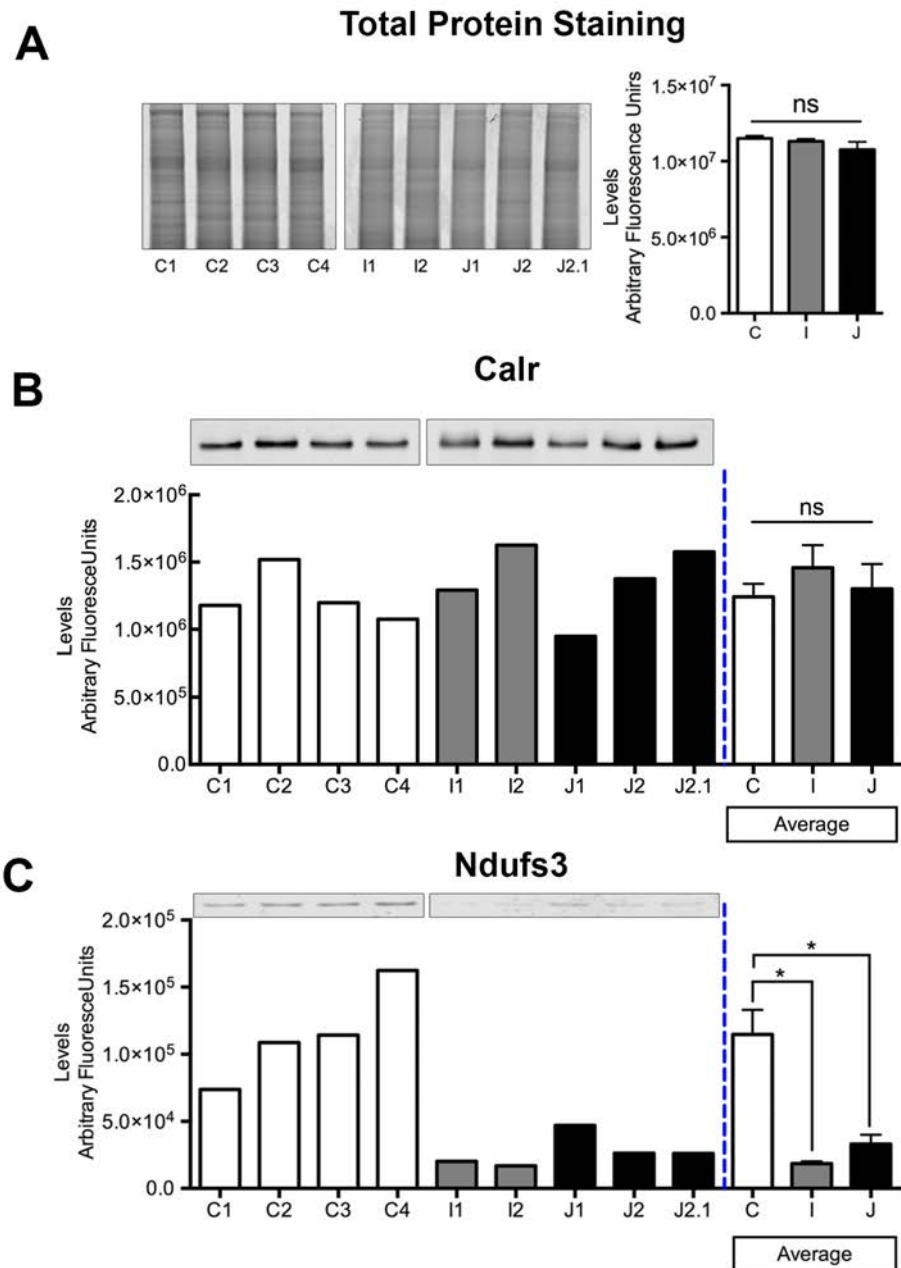 Total Protein Staining
A
C1 C2 C3 C4 I1 I2 J1 J2 J2.1
Levels
Arbitrary Fluorescence Unirs
1.5×10⁷
1.0×10⁷
5.0×10⁶
0.0
ns
C I J
Calr
B
Levels
Arbitrary FluoresceUnits
2.0×10⁶
1.5×10⁶
1.0×10⁶
5.0×10⁵
0.0
ns
C1 C2 C3 C4 I1 I2 J1 J2 J2.1 C I J
Average
Ndufs3
C
Levels
Arbitrary FluoresceUnits
2.0×10⁵
1.5×10⁵
1.0×10⁵
5.0×10⁴
0.0
*
*
C1 C2 C3 C4 I1 I2 J1 J2 J2.1 C I J
Average